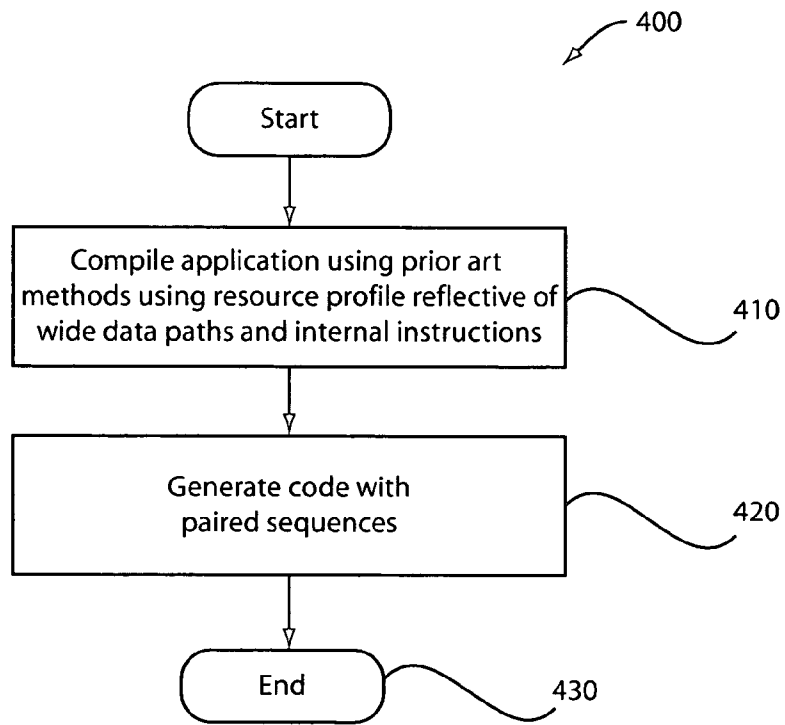 400
Start
Compile application using prior art
methods using resource profile reflective of
wide data paths and internal instructions
410
Generate code with
paired sequences
420
End
430